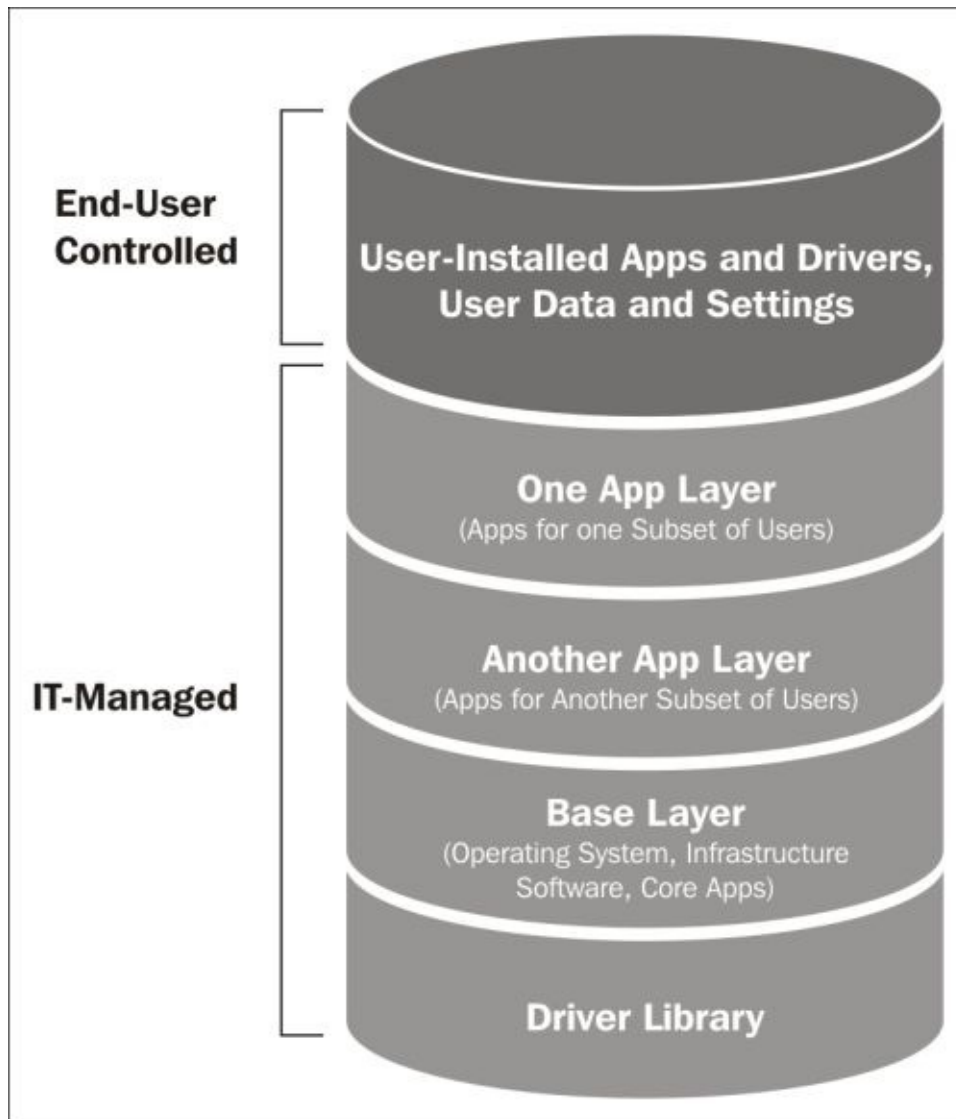 End-User
Controlled
User-Installed Apps and Drivers,
User Data and Settings
IT-Managed
One App Layer
(Apps for one Subset of Users)
Another App Layer
(Apps for Another Subset of Users)
Base Layer
(Operating System, Infrastructure
Software, Core Apps)
Driver Library